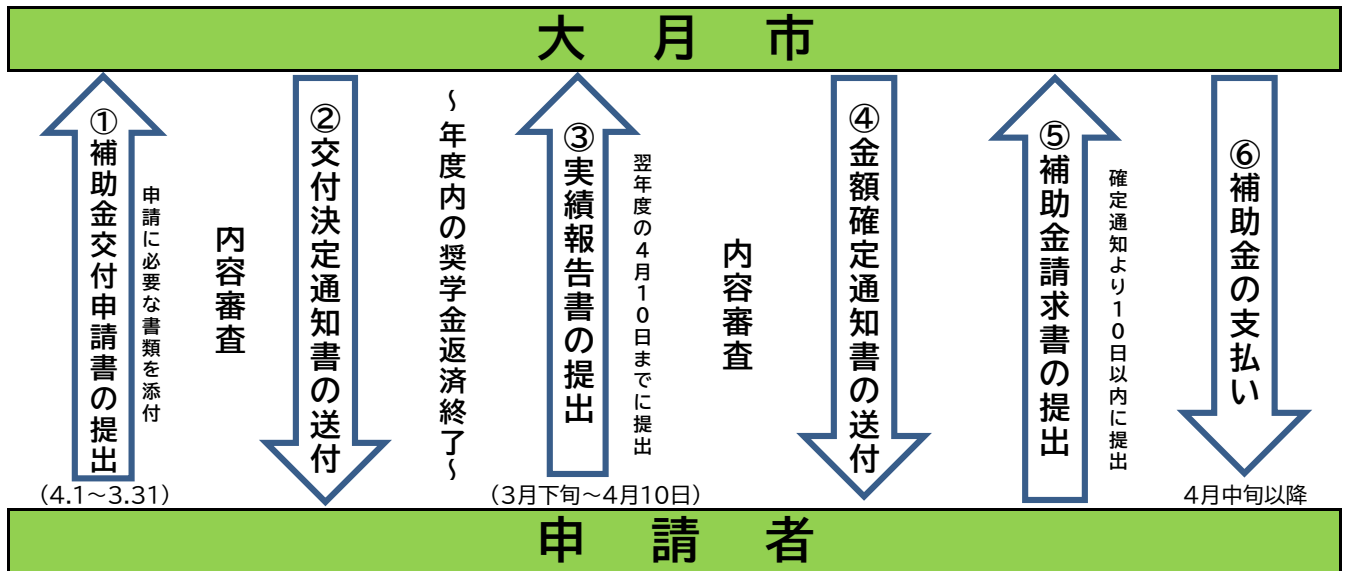 大月市
①補助金交付申請書の提出
申請に必要な書類を添付
(4.1～3.31)
内容審査
②交付決定通知書の送付
～年度内の奨学金返済終了～
③実績報告書の提出
翌年度の4月10日までに提出
(3月下旬～4月10日)
内容審査
④金額確定通知書の送付
⑤補助金請求書の提出
確定通知より10日以内に提出
⑥補助金の支払い
4月中旬以降
申請者